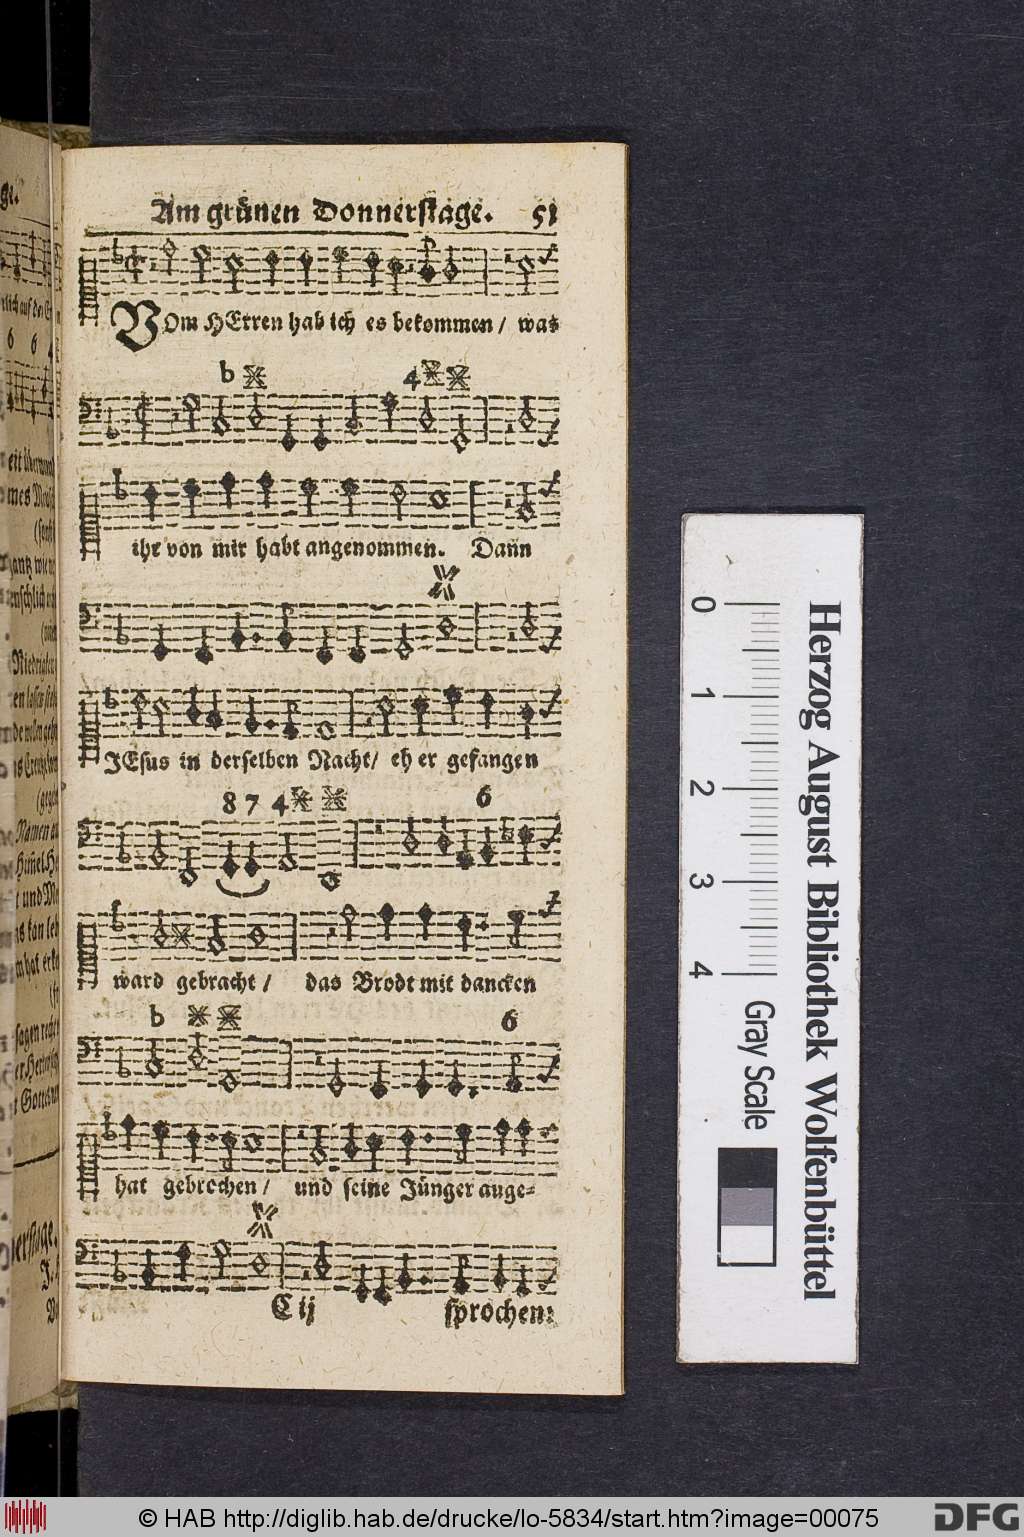 Am grünen Donnerstage. 51
VOm HErren hab ich es bekommen / was
b
4
ihr von mir habt angenommen. Dann
JEsus in derselben Nacht / eh er gefangen
8 7 4 6
ward gebracht / das Brodt mit dancken
b 6
hat gebrochen / und seine Jünger auge=
C ij sprochen:
Herzog August Bibliothek Wolfenbüttel
0 1 2 3 4 Gray Scale
© HAB http://diglib.hab.de/drucke/lo-5834/start.htm?image=00075
DFG